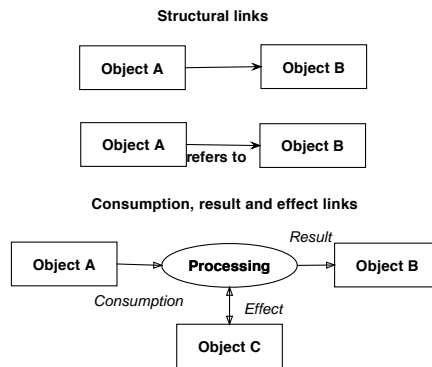 Structural links
Object A Object B
Object A Object B
refers to
Consumption, result and effect links
Result
Object A Processing Object B
Consumption Effect
Object C